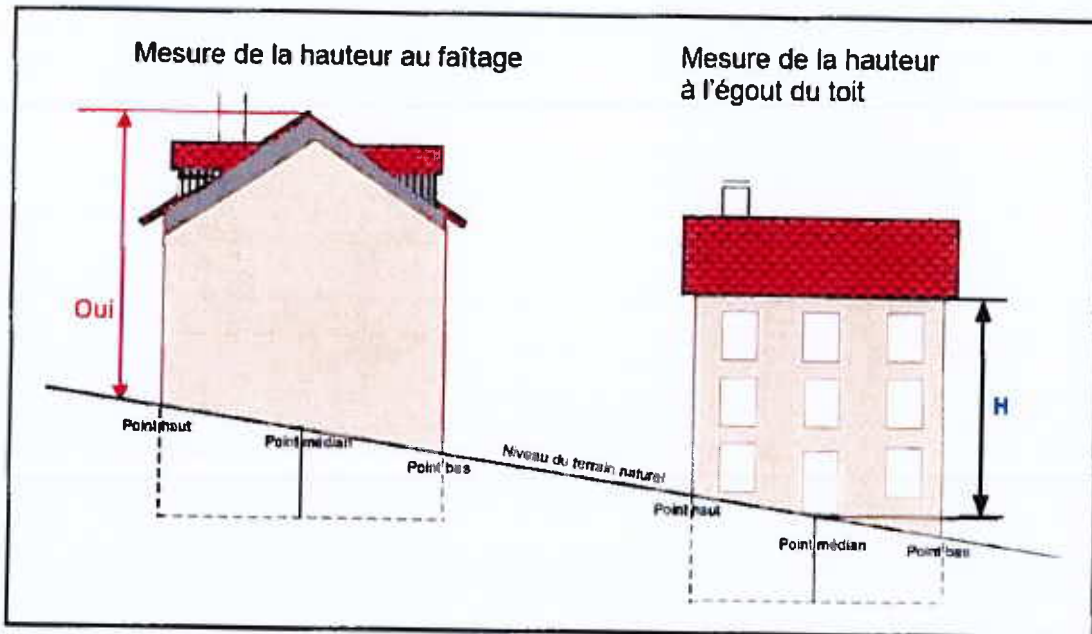 Mesure de la hauteur au faîtage
Mesure de la hauteur
à l'égout du toit
Oui
H
Point haut
Point médian
Point bas
Niveau du terrain naturel
Point haut
Point médian
Point bas